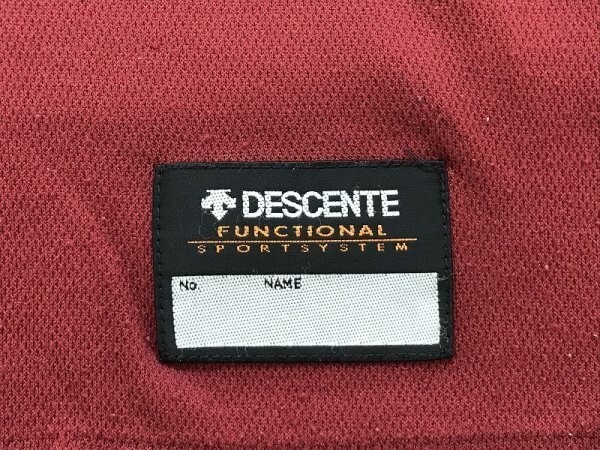 DESCENTE
FUNCTIONAL
SPORTSYSTEM
No. NAME